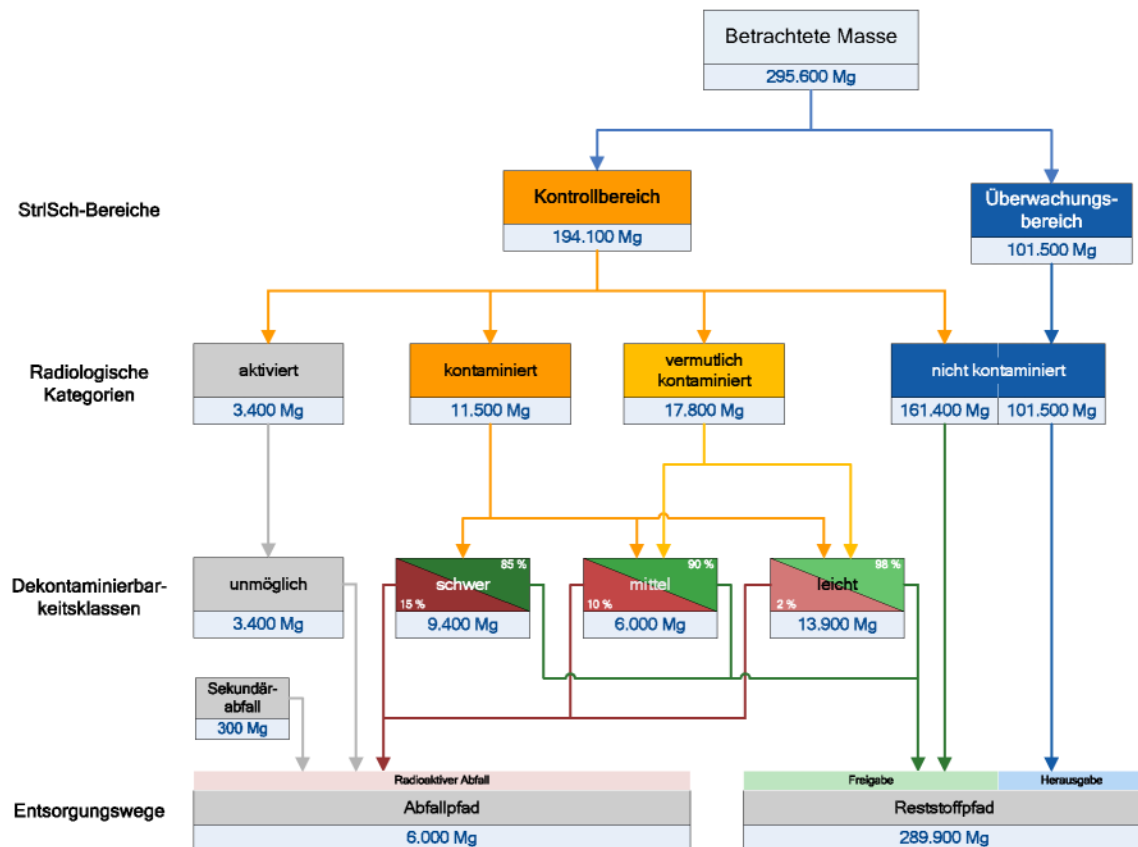 Betrachtete Masse
295.600 Mg
StrlSch-Bereiche
Kontrollbereich
194.100 Mg
Überwachungs-
bereich
101.500 Mg
Radiologische
Kategorien
aktiviert
3.400 Mg
kontaminiert
11.500 Mg
vermutlich
kontaminiert
17.800 Mg
nicht kontaminiert
161.400 Mg
101.500 Mg
Dekontaminierbar-
keitsklassen
unmöglich
3.400 Mg
85 %
schwer
15 %
9.400 Mg
90 %
mittel
10 %
6.000 Mg
98 %
leicht
2 %
13.900 Mg
Sekundär-
abfall
300 Mg
Entsorgungswege
Radioaktiver Abfall
Abfallpfad
6.000 Mg
Freigabe
Herausgabe
Reststoffpfad
289.900 Mg